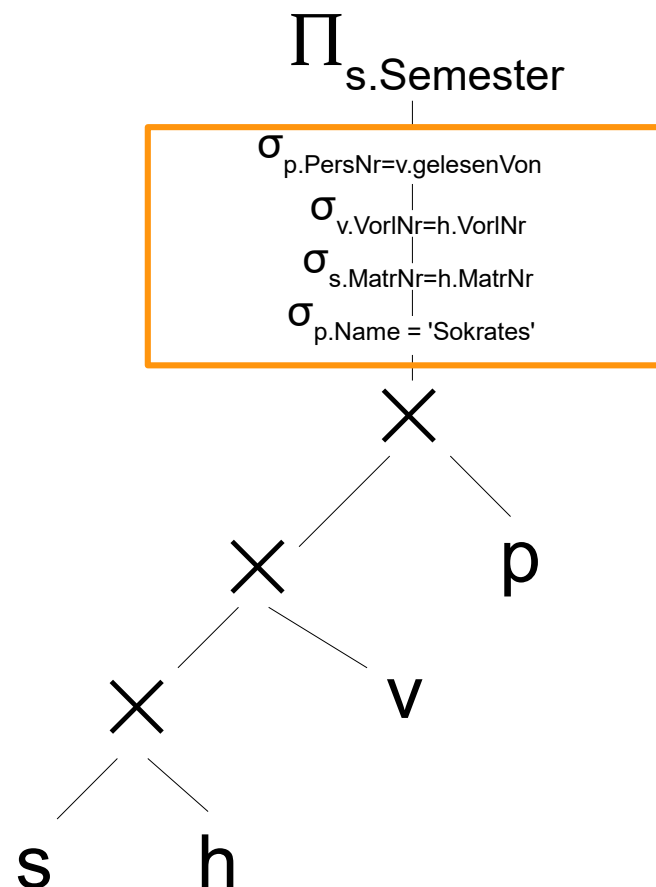 Π s.Semester
σ p.PersNr=v.gelesenVon
σ v.VorlNr=h.VorlNr
σ s.MatrNr=h.MatrNr
σ p.Name = 'Sokrates'
×
× p
× v
s h